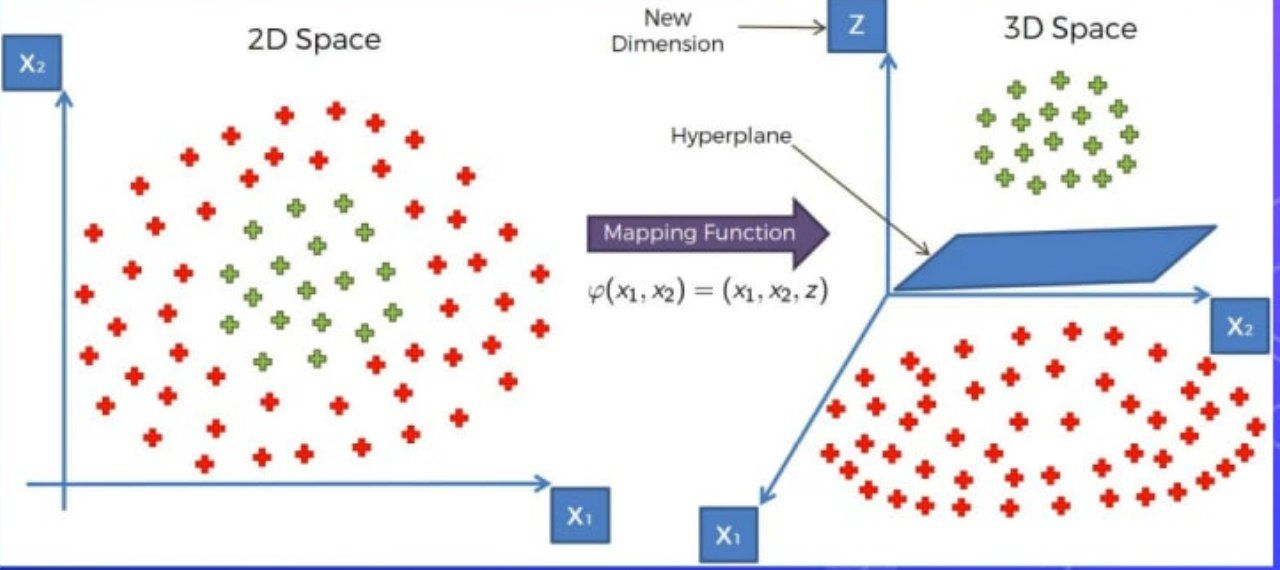 2D Space
X₂
X₁
New
Dimension
Z
3D Space
Hyperplane
Mapping Function
φ(x₁, x₂) = (x₁, x₂, z)
X₂
X₁